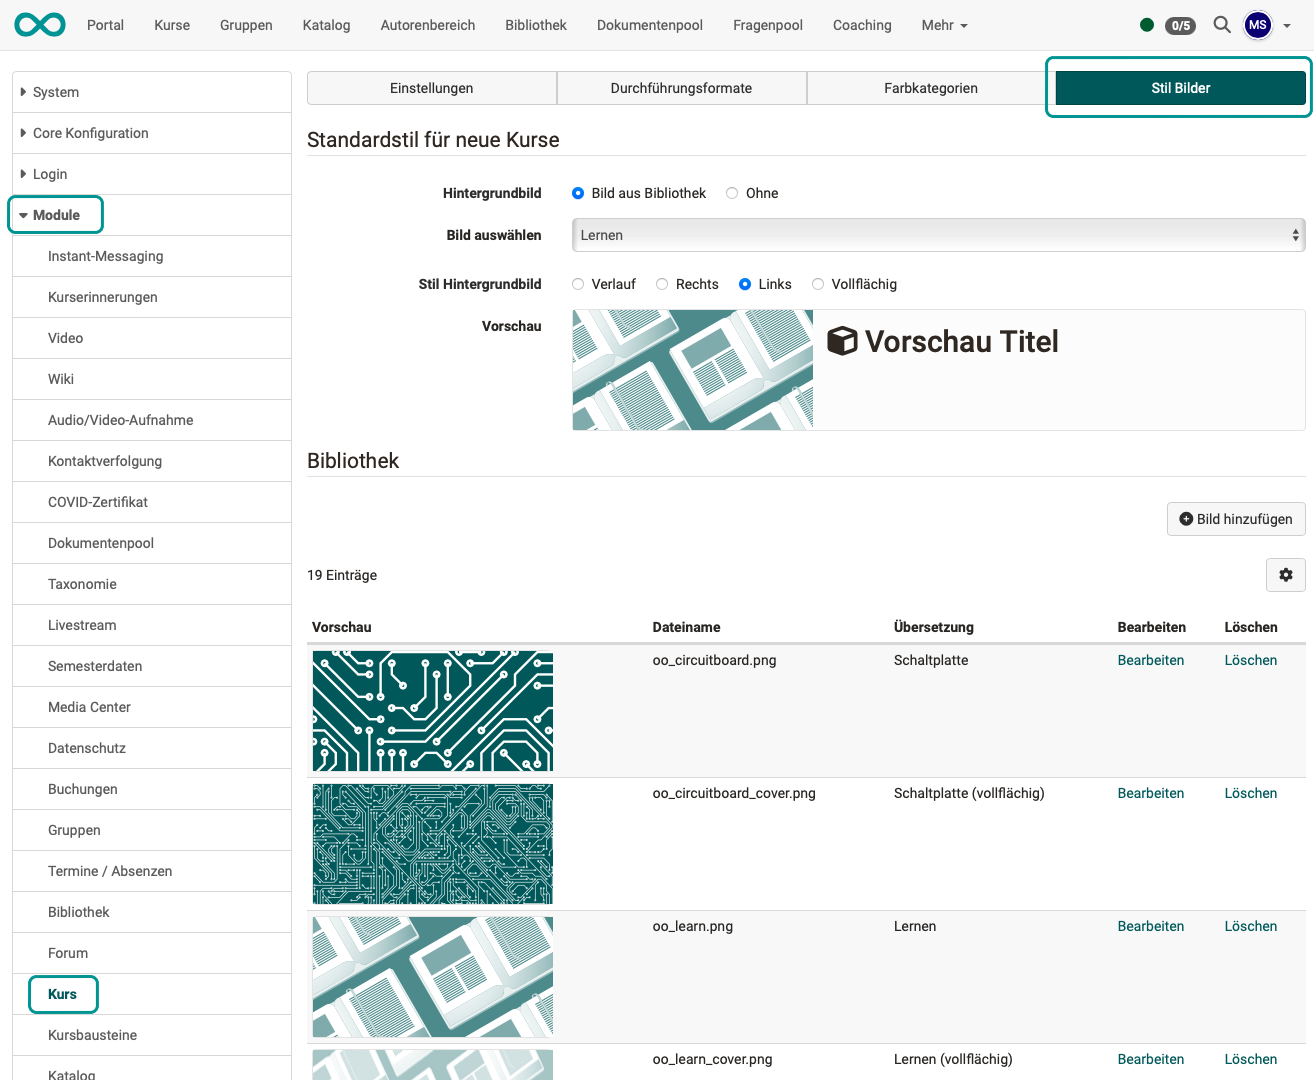 Portal Kurse Gruppen Katalog Autorenbereich Bibliothek Dokumentenpool Fragenpool Coaching Mehr 0/5 MS
System
Core Konfiguration
Login
Module
Instant-Messaging
Kurserinnerungen
Video
Wiki
Audio/Video-Aufnahme
Kontaktverfolgung
COVID-Zertifikat
Dokumentenpool
Taxonomie
Livestream
Semesterdaten
Media Center
Datenschutz
Buchungen
Gruppen
Termine / Absenzen
Bibliothek
Forum
Kurs
Kursbausteine
Katalog
Einstellungen Durchführungsformate Farbkategorien Stil Bilder
Standardstil für neue Kurse
Hintergrundbild Bild aus Bibliothek Ohne
Bild auswählen Lernen
Stil Hintergrundbild Verlauf Rechts Links Vollflächig
Vorschau Vorschau Titel
Bibliothek
Bild hinzufügen
19 Einträge
Vorschau Dateiname Übersetzung Bearbeiten Löschen
oo_circuitboard.png Schaltplatte Bearbeiten Löschen
oo_circuitboard_cover.png Schaltplatte (vollflächig) Bearbeiten Löschen
oo_learn.png Lernen Bearbeiten Löschen
oo_learn_cover.png Lernen (vollflächig) Bearbeiten Löschen